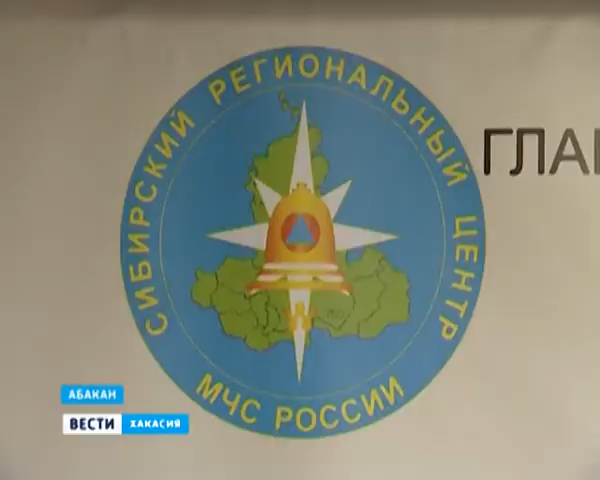 СИБИРСКИЙ РЕГИОНАЛЬНЫЙ ЦЕНТР
МЧС РОССИИ
ГЛА
АБАКАН
ВЕСТИ ХАКАСИЯ